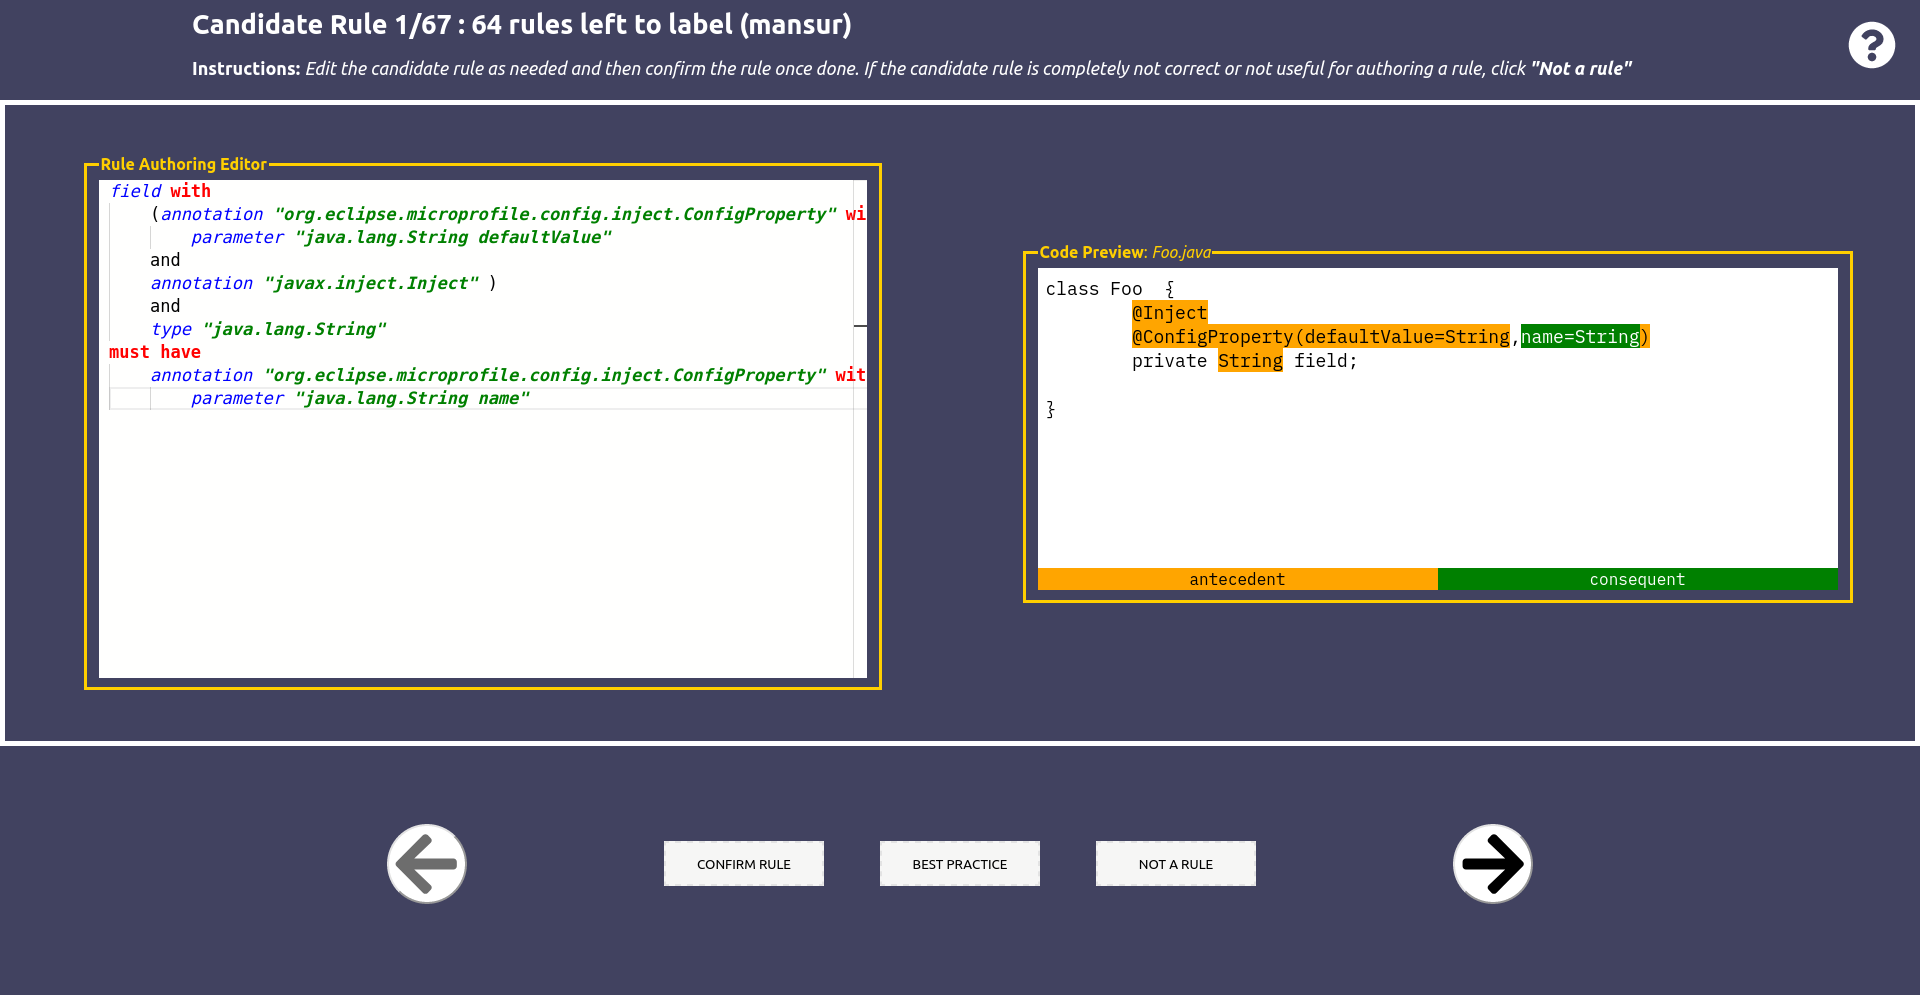 Candidate Rule 1/67 : 64 rules left to label (mansur)
Instructions: Edit the candidate rule as needed and then confirm the rule once done. If the candidate rule is completely not correct or not useful for authoring a rule, click "Not a rule"
Rule Authoring Editor
field with
(annotation "org.eclipse.microprofile.config.inject.ConfigProperty" wi
parameter "java.lang.String defaultValue"
and
annotation "javax.inject.Inject" )
and
type "java.lang.String"
must have
annotation "org.eclipse.microprofile.config.inject.ConfigProperty" wit
parameter "java.lang.String name"
Code Preview: Foo.java
class Foo {
@Inject
@ConfigProperty(defaultValue=String,name=String)
private String field;
}
antecedent
consequent
CONFIRM RULE
BEST PRACTICE
NOT A RULE